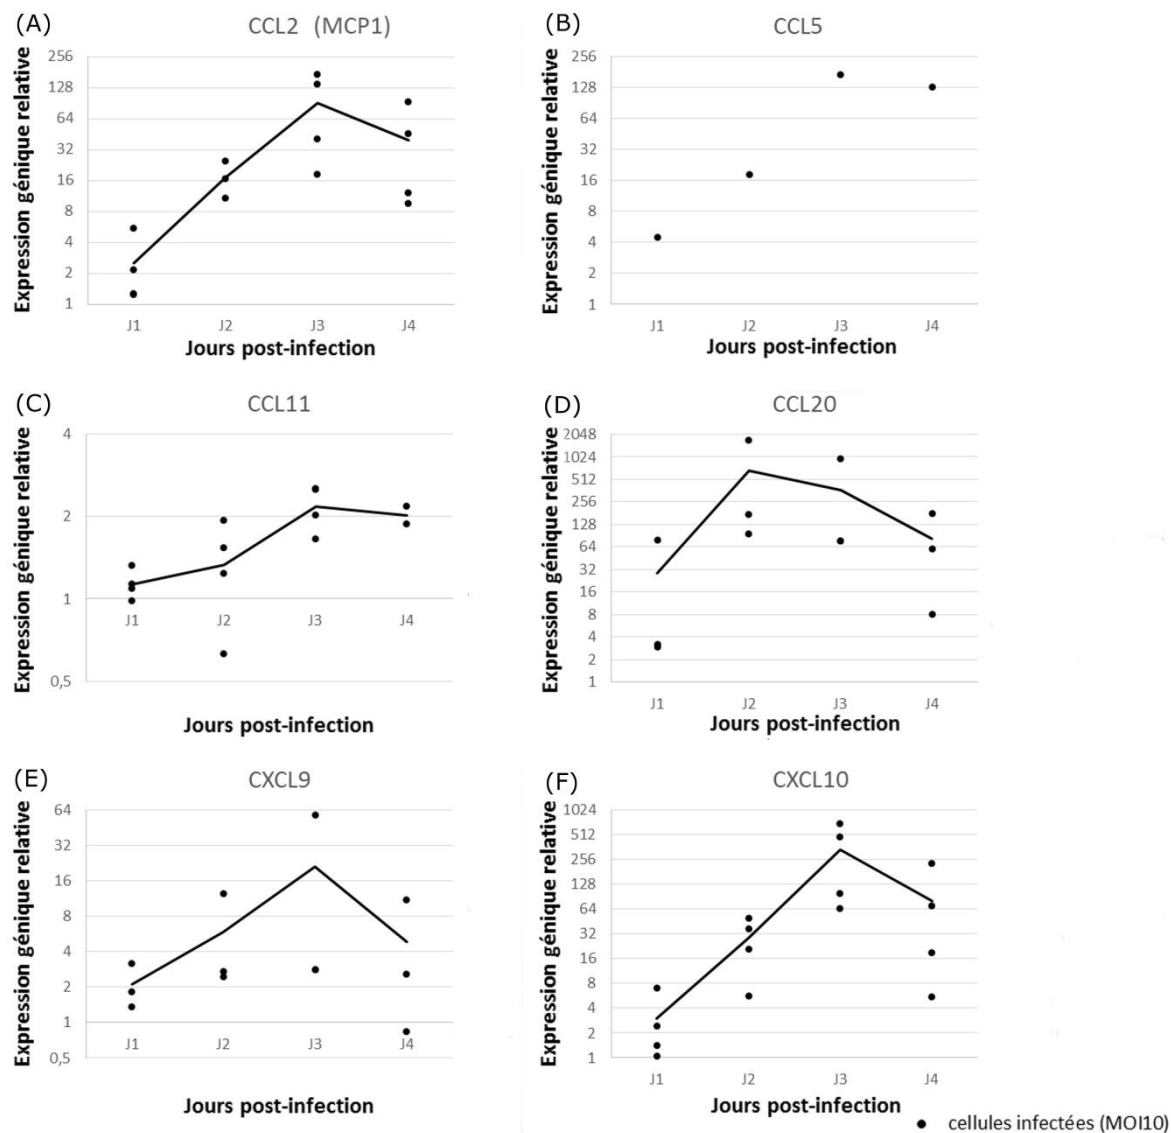 (A)
CCL2 (MCP1)
Expression génique relative
256
128
64
32
16
8
4
2
1
J1 J2 J3 J4
Jours post-infection
(B)
CCL5
Expression génique relative
256
128
64
32
16
8
4
2
1
J1 J2 J3 J4
Jours post-infection
(C)
CCL11
Expression génique relative
4
2
1
0,5
J1 J2 J3 J4
Jours post-infection
(D)
CCL20
Expression génique relative
2048
1024
512
256
128
64
32
16
8
4
2
1
J1 J2 J3 J4
Jours post-infection
(E)
CXCL9
Expression génique relative
64
32
16
8
4
2
1
0,5
J1 J2 J3 J4
Jours post-infection
(F)
CXCL10
Expression génique relative
1024
512
256
128
64
32
16
8
4
2
1
J1 J2 J3 J4
Jours post-infection
cellules infectées (MOI10)